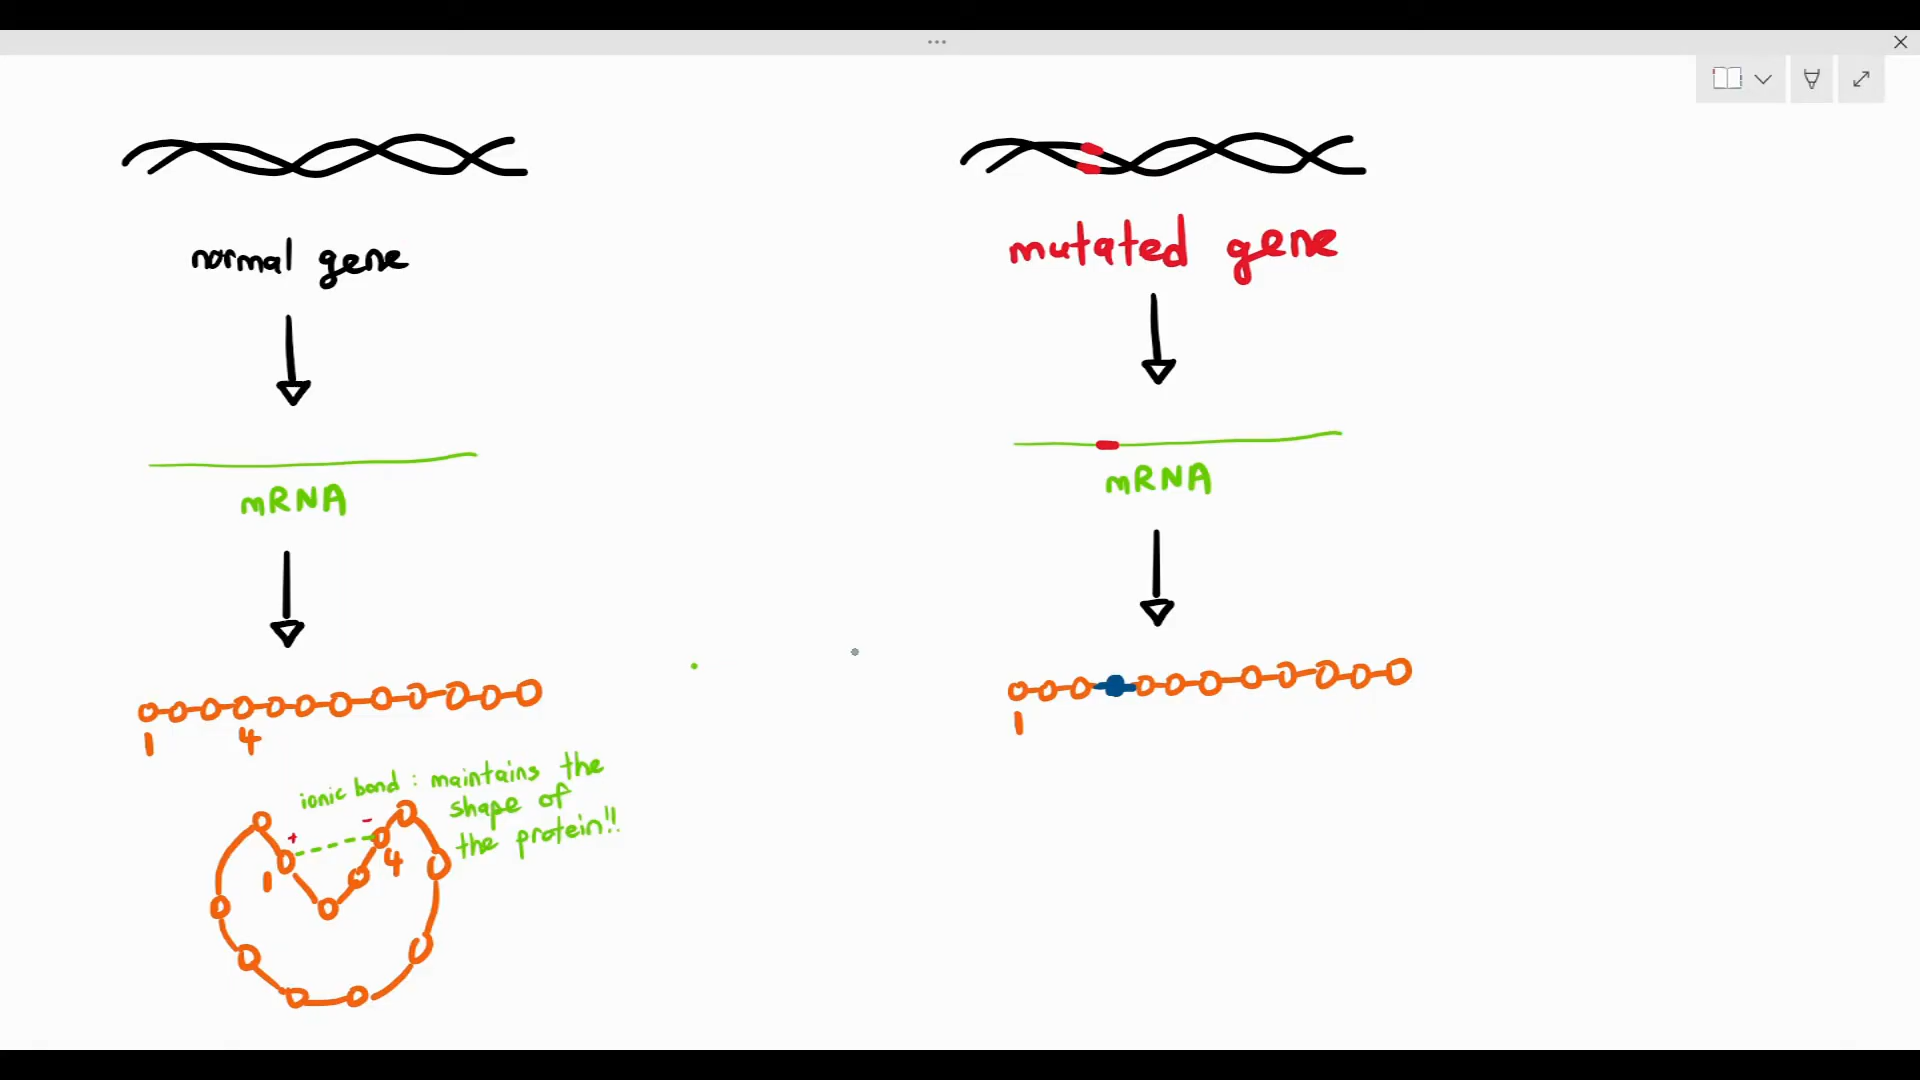 normal gene
mRNA
1 4
ionic bond : maintains the
shape of
the protein!!
+ -
1 4
mutated gene
mRNA
1